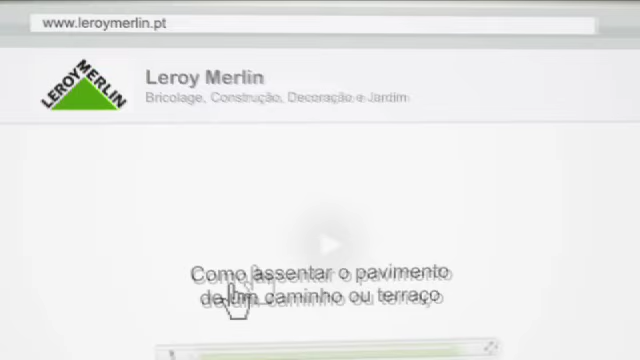 www.leroymerlin.pt
LEROY MERLIN
Leroy Merlin
Bricolage, Construção, Decoração e Jardim
Como assentar o pavimento
de um caminho ou terraço